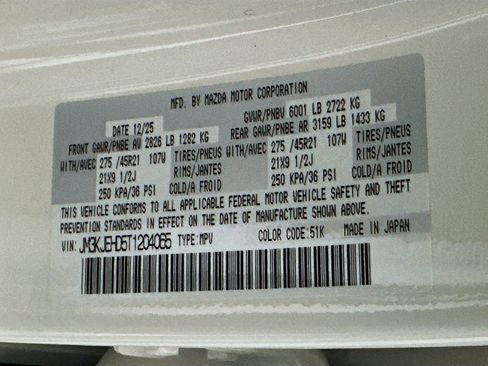 MFD. BY MAZDA MOTOR CORPORATION
DATE 12/25 GVWR/PNBV 6001 LB 2722 KG
FRONT GAWR/PNBE AV 2826 LB 1282 KG REAR GAWR/PNBE AR 3159 LB 1433 KG
WITH/AVEC 275 /45R21 107W TIRES/PNEUS WITH/AVEC 275 /45R21 107W TIRES/PNEUS
21X9 1/2J RIMS/JANTES 21X9 1/2J RIMS/JANTES
250 KPA/36 PSI COLD/A FROID 250 KPA/36 PSI COLD/A FROID
THIS VEHICLE CONFORMS TO ALL APPLICABLE FEDERAL MOTOR VEHICLE SAFETY AND THEFT
PREVENTION STANDARDS IN EFFECT ON THE DATE OF MANUFACTURE SHOWN ABOVE.
VIN: JM3KJEHD5T1204065 TYPE:MPV COLOR CODE:51K MADE IN JAPAN